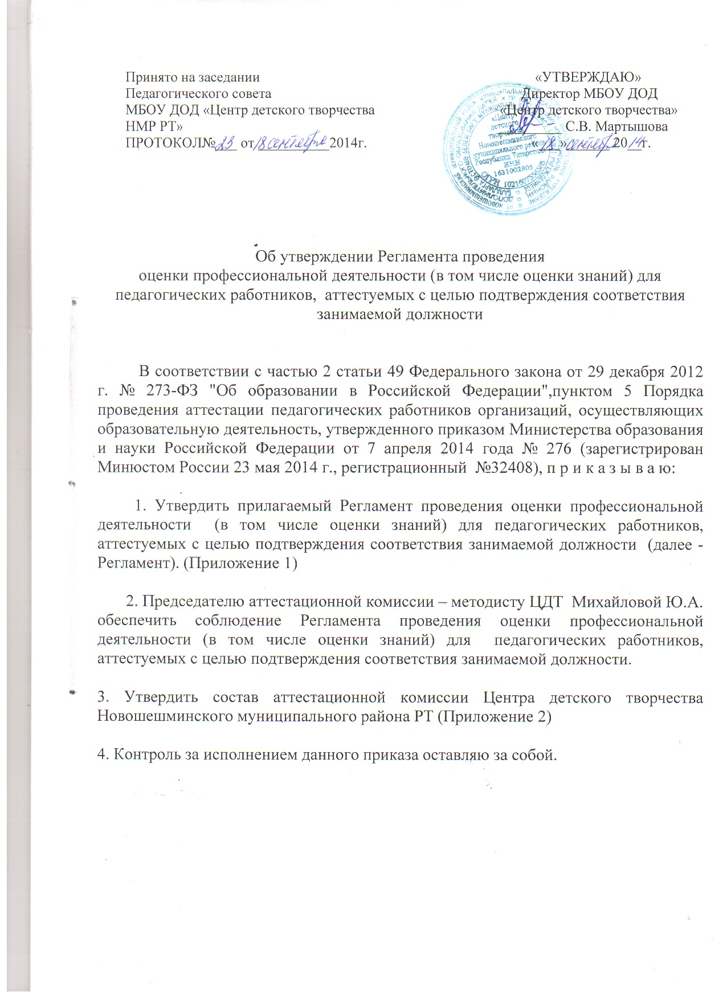 Принято на заседании
Педагогического совета
МБОУ ДОД «Центр детского творчества
НМР РТ»
ПРОТОКОЛ№ 23 от 18 сентября 2014г.
«УТВЕРЖДАЮ»
Директор МБОУ ДОД
«Центр детского творчества»
С.В. Мартышова
«18» сентября 2014г.
«Центр
детского
творчества
Новошешминского
муниципального района
Республики Татарстан
ИНН
1631002805
ОГРН 1021607556565
Об утверждении Регламента проведения
оценки профессиональной деятельности (в том числе оценки знаний) для
педагогических работников, аттестуемых с целью подтверждения соответствия
занимаемой должности
В соответствии с частью 2 статьи 49 Федерального закона от 29 декабря 2012
г. № 273-ФЗ "Об образовании в Российской Федерации",пунктом 5 Порядка
проведения аттестации педагогических работников организаций, осуществляющих
образовательную деятельность, утвержденного приказом Министерства образования
и науки Российской Федерации от 7 апреля 2014 года № 276 (зарегистрирован
Минюстом России 23 мая 2014 г., регистрационный №32408), п р и к а з ы в а ю:
1. Утвердить прилагаемый Регламент проведения оценки профессиональной
деятельности (в том числе оценки знаний) для педагогических работников,
аттестуемых с целью подтверждения соответствия занимаемой должности (далее -
Регламент). (Приложение 1)
2. Председателю аттестационной комиссии – методисту ЦДТ Михайловой Ю.А.
обеспечить соблюдение Регламента проведения оценки профессиональной
деятельности (в том числе оценки знаний) для педагогических работников,
аттестуемых с целью подтверждения соответствия занимаемой должности.
3. Утвердить состав аттестационной комиссии Центра детского творчества
Новошешминского муниципального района РТ (Приложение 2)
4. Контроль за исполнением данного приказа оставляю за собой.